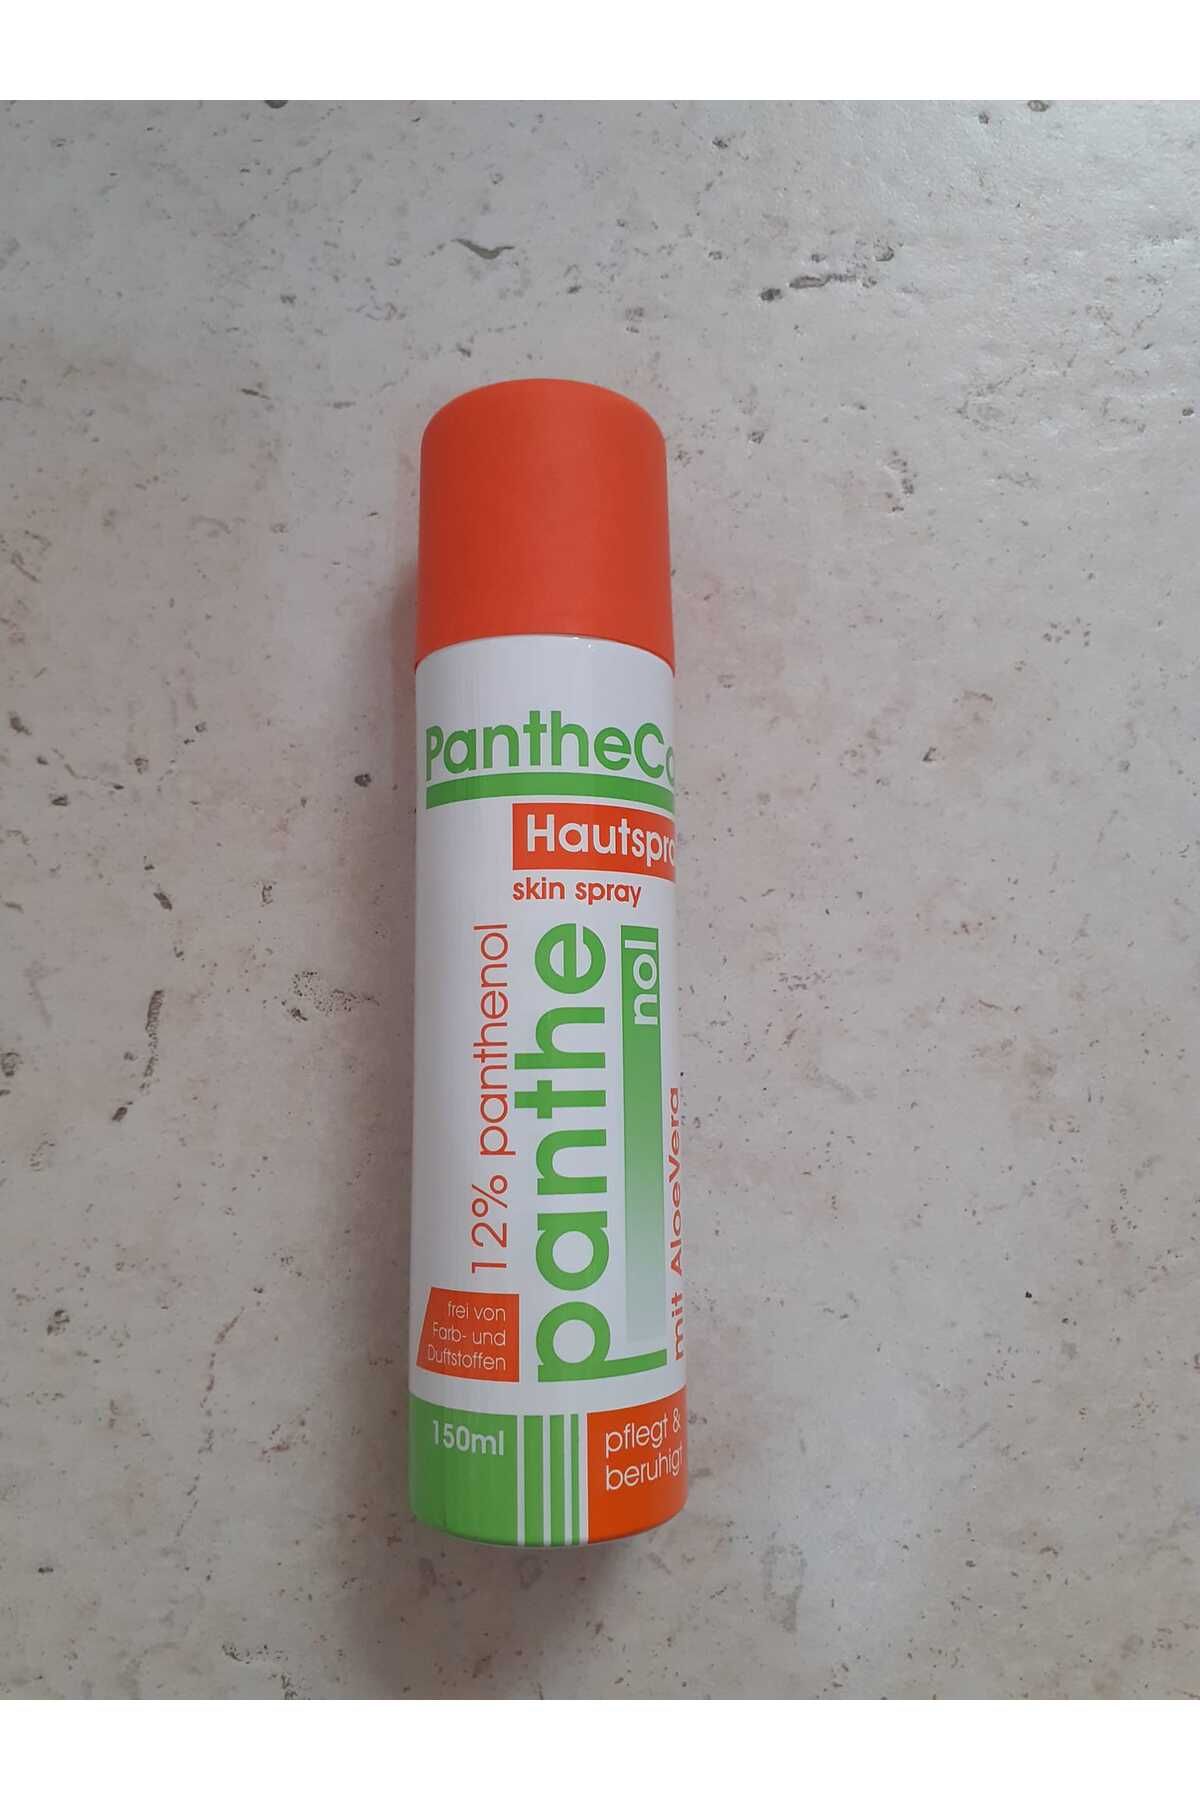 PantheCa
Hautspra
skin spray
12% panthenol
panthe
nol
mit AloeVera
frei von
Farb- und
Duftstoffen
150ml
pflegt &
beruhigt